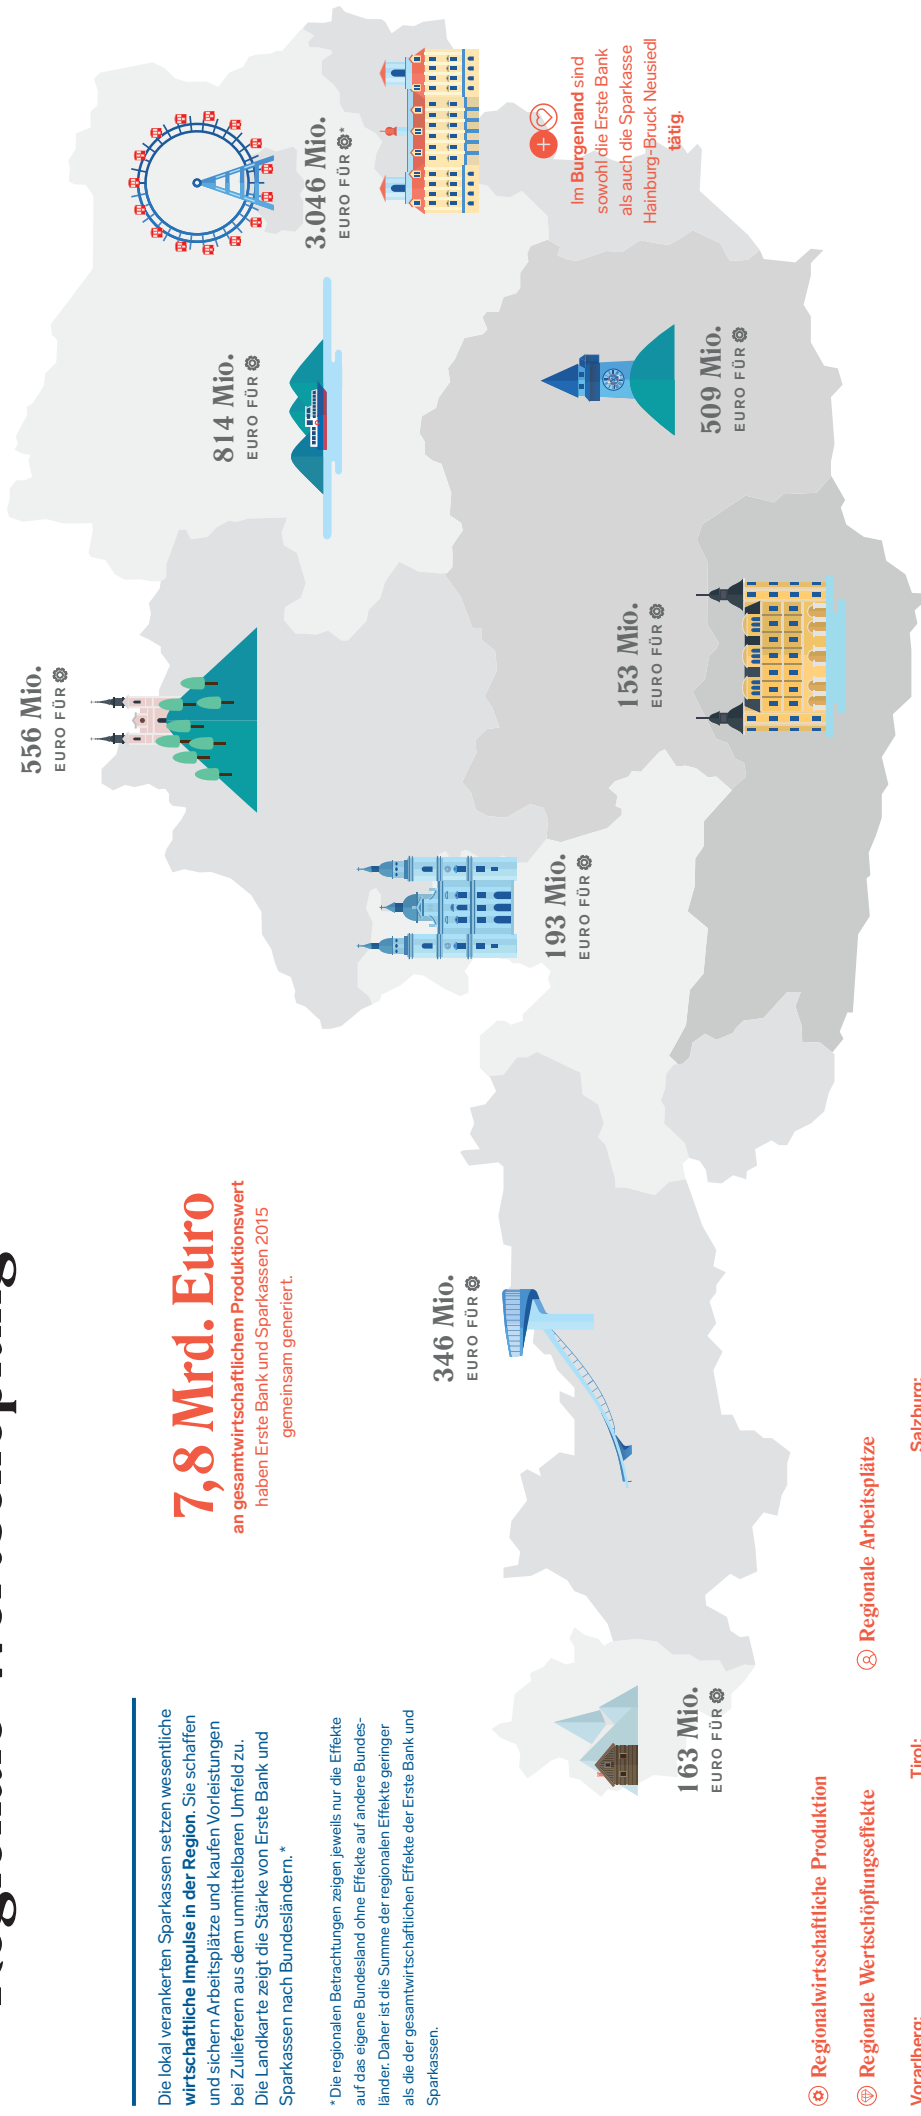 Die lokal verankerten Sparkassen setzen wesentliche
wirtschaftliche Impulse in der Region. Sie schaffen
und sichern Arbeitsplätze und kaufen Vorleistungen
bei Zulieferern aus dem unmittelbaren Umfeld zu.
Die Landkarte zeigt die Stärke von Erste Bank und
Sparkassen nach Bundesländern.*
* Die regionalen Betrachtungen zeigen jeweils nur die Effekte
auf das eigene Bundesland ohne Effekte auf andere Bundes-
länder. Daher ist die Summe der regionalen Effekte geringer
als die der gesamtwirtschaftlichen Effekte der Erste Bank und
Sparkassen.
7,8 Mrd. Euro
an gesamtwirtschaftlichem Produktionswert
haben Erste Bank und Sparkassen 2015
gemeinsam generiert.
556 Mio.
EURO FÜR
814 Mio.
EURO FÜR
3.046 Mio.
EURO FÜR *
346 Mio.
EURO FÜR
193 Mio.
EURO FÜR
153 Mio.
EURO FÜR
509 Mio.
EURO FÜR
163 Mio.
EURO FÜR
Im Burgenland sind
sowohl die Erste Bank
als auch die Sparkasse
Hainburg-Bruck Neusiedl
tätig.
Regionalwirtschaftliche Produktion
Regionale Wertschöpfungseffekte
Regionale Arbeitsplätze
Vorarlberg:
Tirol:
Salzburg: